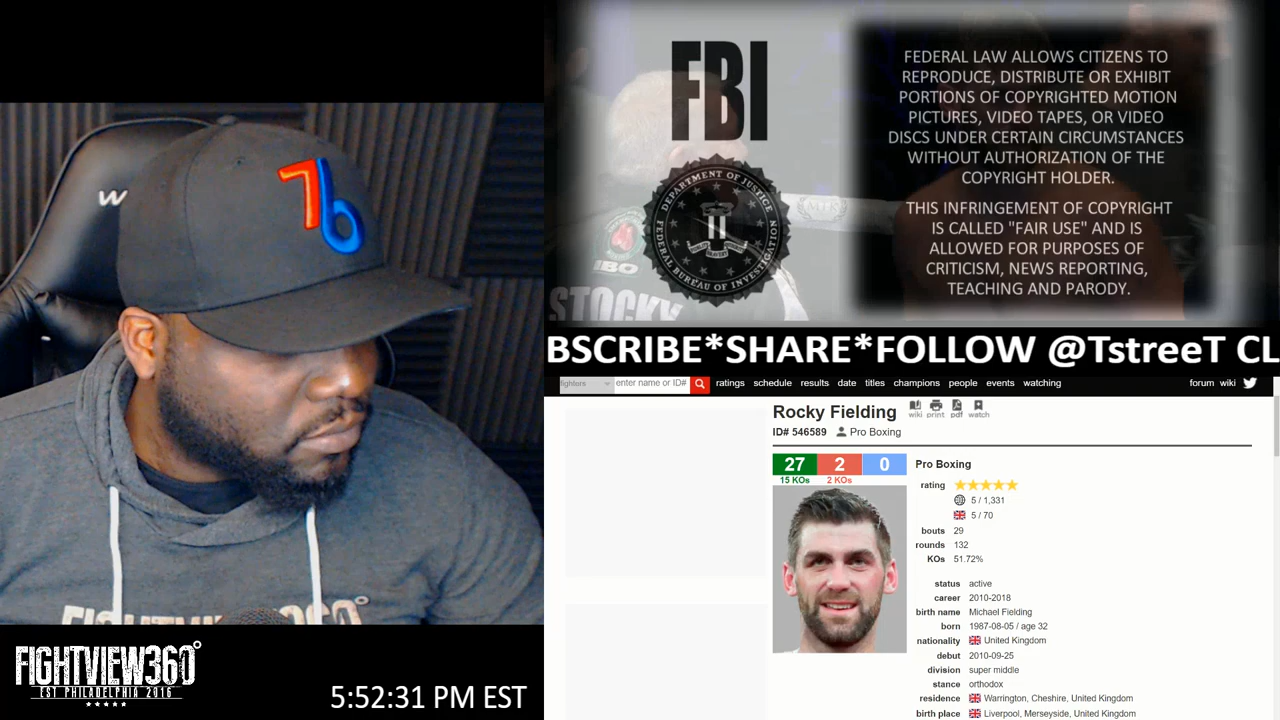 W
76
FIGHTVIEW360°
FIGHTVIEW360°
EST PHILADELPHIA 2016
5:52:31 PM EST
FBI
DEPARTMENT OF JUSTICE
FEDERAL BUREAU OF INVESTIGATION
IBO
STOCKY
MTK
FEDERAL LAW ALLOWS CITIZENS TO
REPRODUCE, DISTRIBUTE OR EXHIBIT
PORTIONS OF COPYRIGHTED MOTION
PICTURES, VIDEO TAPES, OR VIDEO
DISCS UNDER CERTAIN CIRCUMSTANCES
WITHOUT AUTHORIZATION OF THE
COPYRIGHT HOLDER.
THIS INFRINGEMENT OF COPYRIGHT
IS CALLED "FAIR USE" AND IS
ALLOWED FOR PURPOSES OF
CRITICISM, NEWS REPORTING,
TEACHING AND PARODY.
BSCRIBE*SHARE*FOLLOW @TstreeT CL
fighters enter name or ID# ratings schedule results date titles champions people events watching forum wiki
Rocky Fielding wiki print pdf watch
ID# 546589 Pro Boxing
27 2 0
15 KOs 2 KOs
Pro Boxing
rating
5 / 1,331
5 / 70
bouts 29
rounds 132
KOs 51.72%
status active
career 2010-2018
birth name Michael Fielding
born 1987-08-05 / age 32
nationality United Kingdom
debut 2010-09-25
division super middle
stance orthodox
residence Warrington, Cheshire, United Kingdom
birth place Liverpool, Merseyside, United Kingdom